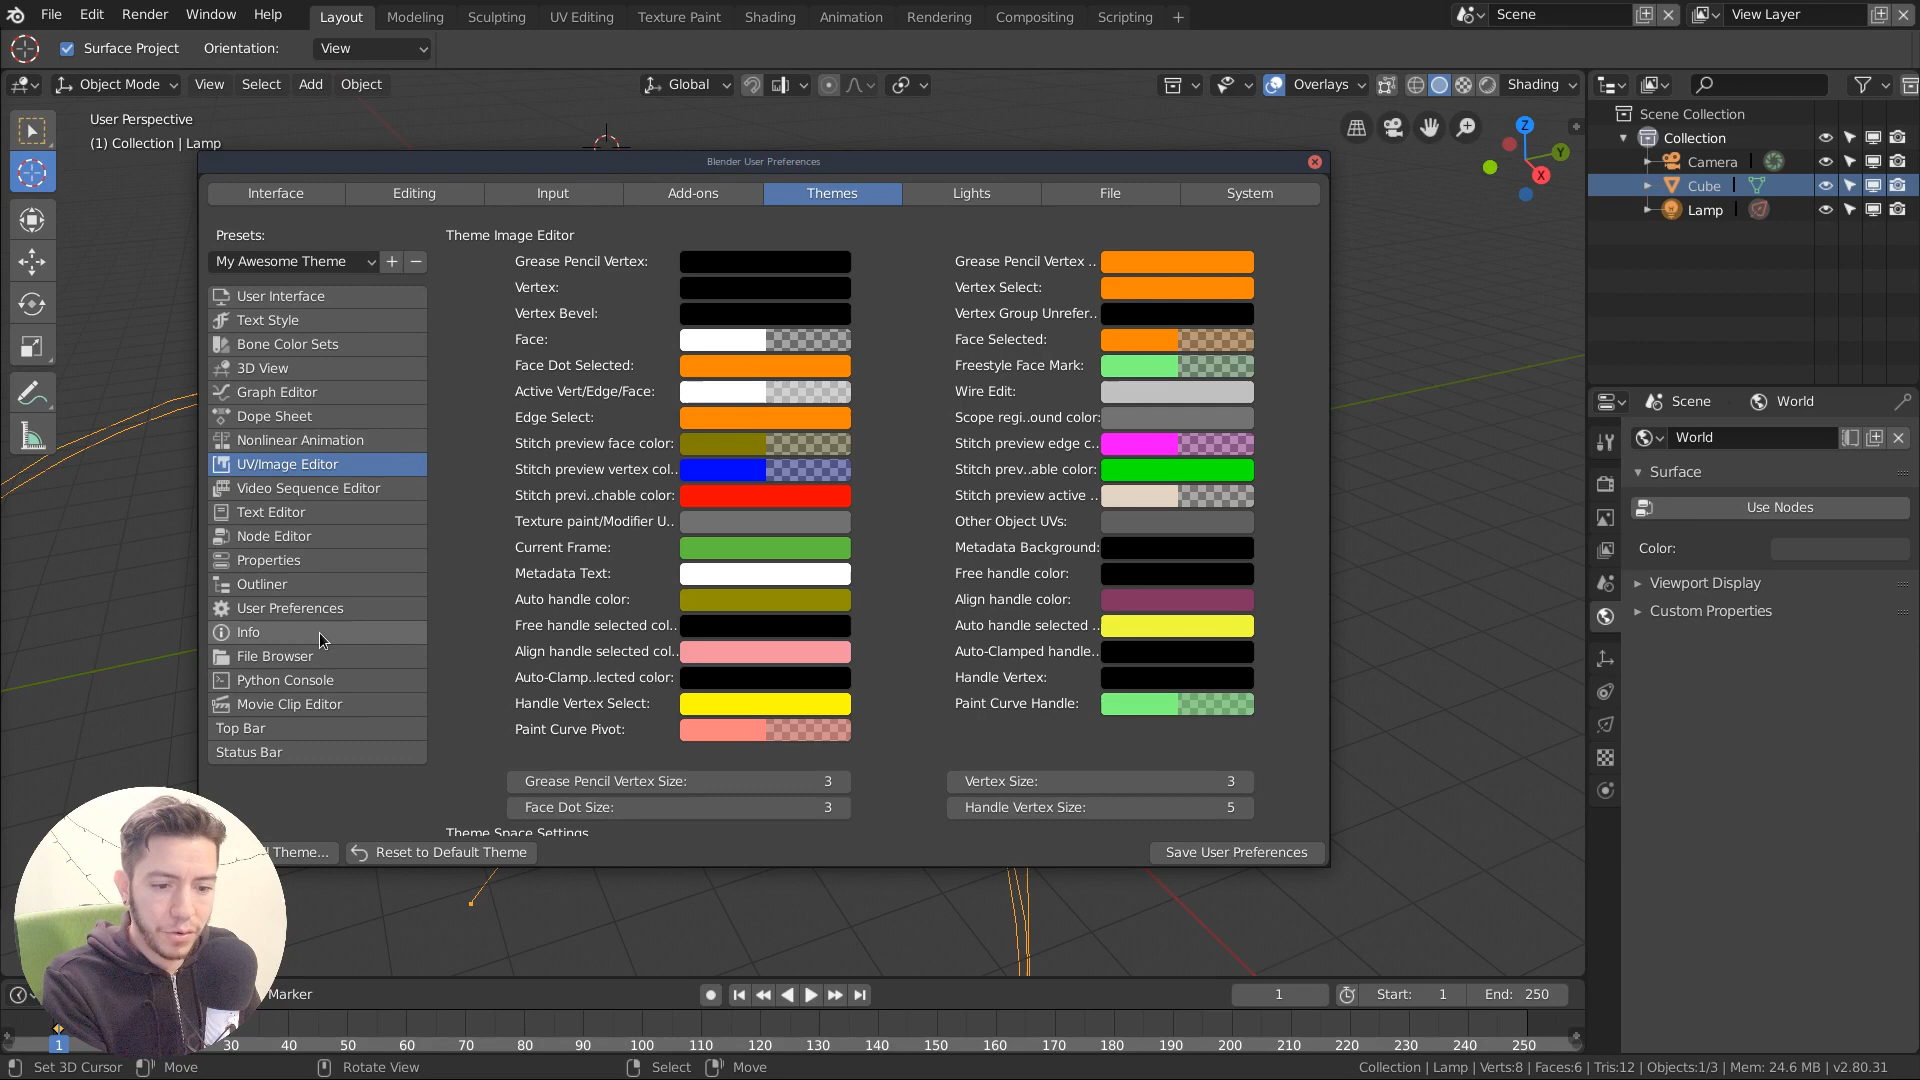 File Edit Render Window Help Layout Modeling Sculpting UV Editing Texture Paint Shading Animation Rendering Compositing Scripting + Scene View Layer
Surface Project Orientation: View
Object Mode View Select Add Object Global Overlays Shading
User Perspective
(1) Collection | Lamp
Z
Y
X
Scene Collection
Collection
Camera
Cube
Lamp
Blender User Preferences
Interface Editing Input Add-ons Themes Lights File System
Presets:
My Awesome Theme + −
User Interface
Text Style
Bone Color Sets
3D View
Graph Editor
Dope Sheet
Nonlinear Animation
UV/Image Editor
Video Sequence Editor
Text Editor
Node Editor
Properties
Outliner
User Preferences
Info
File Browser
Python Console
Movie Clip Editor
Top Bar
Status Bar
Theme Image Editor
Grease Pencil Vertex: Grease Pencil Vertex ..
Vertex: Vertex Select:
Vertex Bevel: Vertex Group Unrefer..
Face: Face Selected:
Face Dot Selected: Freestyle Face Mark:
Active Vert/Edge/Face: Wire Edit:
Edge Select: Scope regi..ound color:
Stitch preview face color: Stitch preview edge c..
Stitch preview vertex col.. Stitch prev..able color:
Stitch previ..chable color: Stitch preview active ..
Texture paint/Modifier U.. Other Object UVs:
Current Frame: Metadata Background:
Metadata Text: Free handle color:
Auto handle color: Align handle color:
Free handle selected col.. Auto handle selected ..
Align handle selected col.. Auto-Clamped handle..
Auto-Clamp..lected color: Handle Vertex:
Handle Vertex Select: Paint Curve Handle:
Paint Curve Pivot:
Grease Pencil Vertex Size: 3 Vertex Size: 3
Face Dot Size: 3 Handle Vertex Size: 5
Theme Space Settings
Theme... Reset to Default Theme Save User Preferences
Scene World
World
Surface
Use Nodes
Color:
Viewport Display
Custom Properties
Marker 1 Start: 1 End: 250
1 30 40 50 60 70 80 90 100 110 120 130 140 150 160 170 180 190 200 210 220 230 240 250
Set 3D Cursor Move Rotate View Select Move Collection | Lamp | Verts:8 | Faces:6 | Tris:12 | Objects:1/3 | Mem: 24.6 MB | v2.80.31